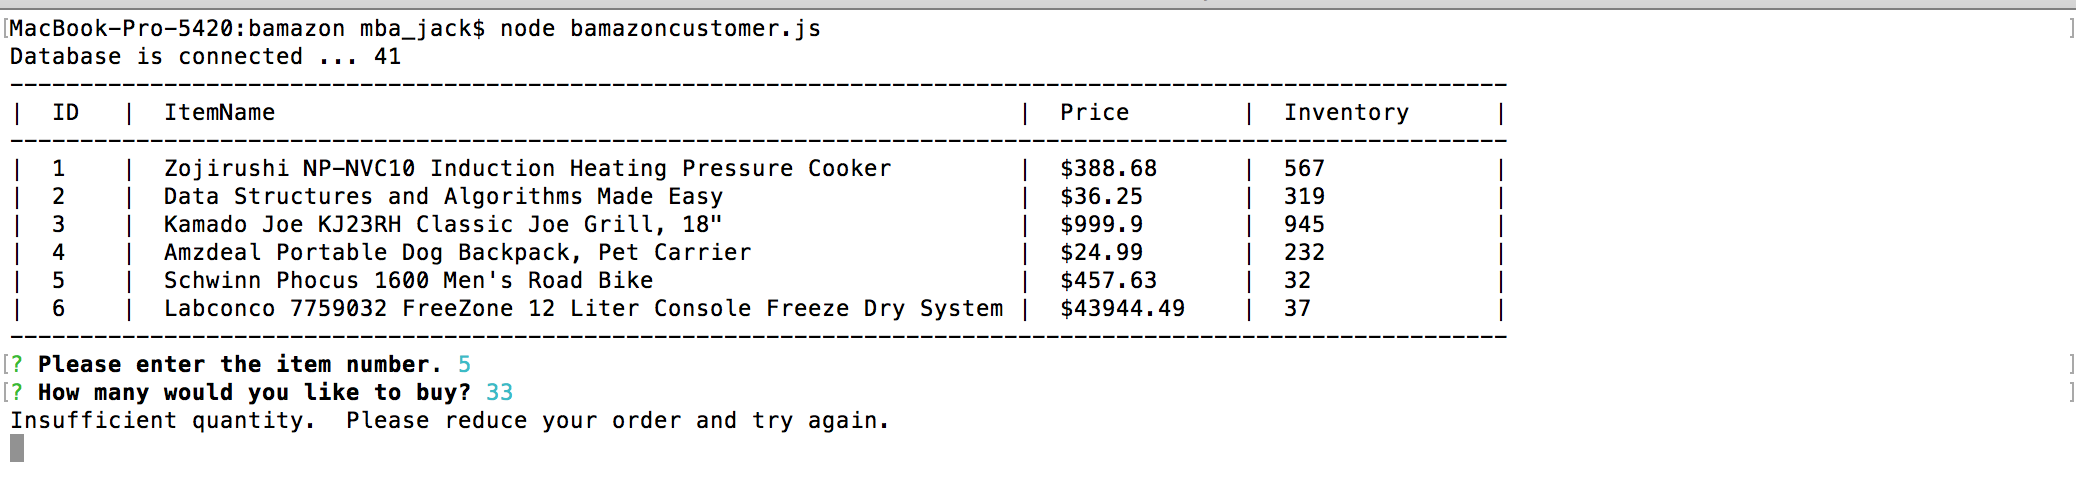 MacBook-Pro-5420:bamazon mba_jack$ node bamazoncustomer.js
Database is connected ... 41
| ID | ItemName | Price | Inventory |
| 1 | Zojirushi NP-NVC10 Induction Heating Pressure Cooker | $388.68 | 567 |
| 2 | Data Structures and Algorithms Made Easy | $36.25 | 319 |
| 3 | Kamado Joe KJ23RH Classic Joe Grill, 18" | $999.9 | 945 |
| 4 | Amzdeal Portable Dog Backpack, Pet Carrier | $24.99 | 232 |
| 5 | Schwinn Phocus 1600 Men's Road Bike | $457.63 | 32 |
| 6 | Labconco 7759032 FreeZone 12 Liter Console Freeze Dry System | $43944.49 | 37 |
? Please enter the item number. 5
? How many would you like to buy? 33
Insufficient quantity.  Please reduce your order and try again.